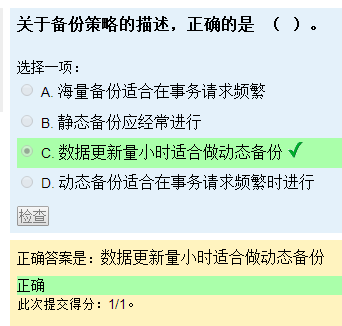 关于备份策略的描述，正确的是 （ ）。
选择一项：
A. 海量备份适合在事务请求频繁
B. 静态备份应经常进行
C. 数据更新量小时适合做动态备份 ✓
D. 动态备份适合在事务请求频繁时进行
检查
正确答案是：数据更新量小时适合做动态备份
正确
此次提交得分：1/1。